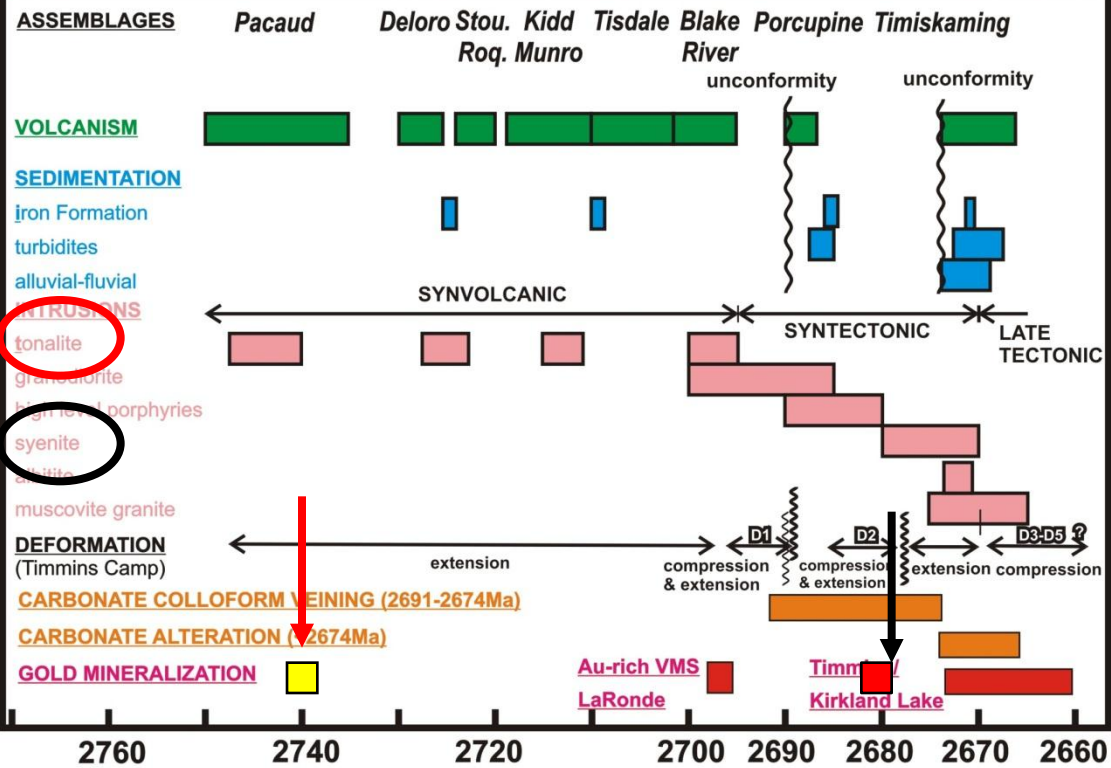 ASSEMBLAGES Pacaud Deloro Stou. Kidd Tisdale Blake Porcupine Timiskaming
Roq. Munro River
unconformity unconformity
VOLCANISM
SEDIMENTATION
iron Formation
turbidites
alluvial-fluvial
SYNVOLCANIC
INTRUSIONS
SYNTECTONIC LATE
TECTONIC
tonalite
granodiorite
high level porphyries
syenite
albitite
muscovite granite
DEFORMATION D1 D2 D3-D5 ?
(Timmins Camp) extension compression compression extension compression
& extension & extension
CARBONATE COLLOFORM VEINING (2691-2674Ma)
CARBONATE ALTERATION 2674Ma)
GOLD MINERALIZATION Au-rich VMS
LaRonde Kirkland Lake
2760 2740 2720 2700 2690 2680 2670 2660